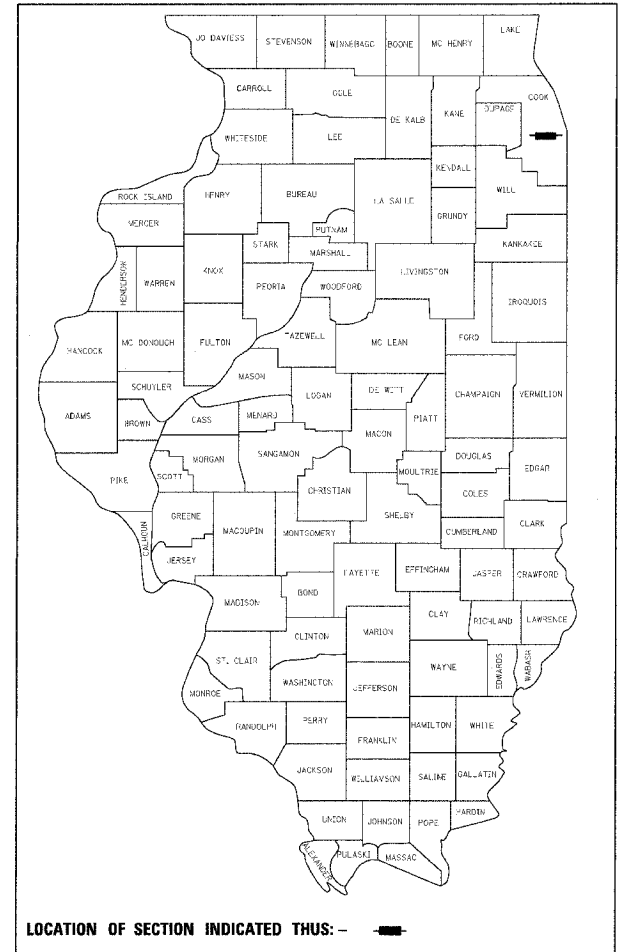 JO DAVIESS
STEVENSON
WINNEBAGO
BOONE
MC HENRY
LAKE
CARROLL
OGLE
COOK
DUPAGE
KANE
DE KALB
WHITESIDE
LEE
KENDALL
WILL
ROCK ISLAND
HENRY
BUREAU
LA SALLE
GRUNDY
MERCER
PUTNAM
STARK
MARSHALL
KANKAKEE
HENDERSON
WARREN
KNOX
PEORIA
WOODFORD
LIVINGSTON
IROQUOIS
TAZEWELL
FORD
HANCOCK
MC DONOUGH
FULTON
MC LEAN
MASON
SCHUYLER
DE WITT
LOGAN
CHAMPAIGN
VERMILION
ADAMS
BROWN
CASS
MENARD
PIATT
MACON
MORGAN
SANGAMON
DOUGLAS
PIKE
SCOTT
MOULTRIE
EDGAR
CHRISTIAN
COLES
GREENE
SHELBY
CALHOUN
MACOUPIN
MONTGOMERY
CUMBERLAND
CLARK
JERSEY
FAYETTE
EFFINGHAM
JASPER
CRAWFORD
BOND
MADISON
CLAY
RICHLAND
LAWRENCE
CLINTON
MARION
ST. CLAIR
WAYNE
EDWARDS
WABASH
WASHINGTON
JEFFERSON
MONROE
RANDOLPH
PERRY
HAMILTON
WHITE
FRANKLIN
JACKSON
WILLIAMSON
SALINE
GALLATIN
UNION
JOHNSON
POPE
HARDIN
ALEXANDER
PULASKI
MASSAC
LOCATION OF SECTION INDICATED THUS: –